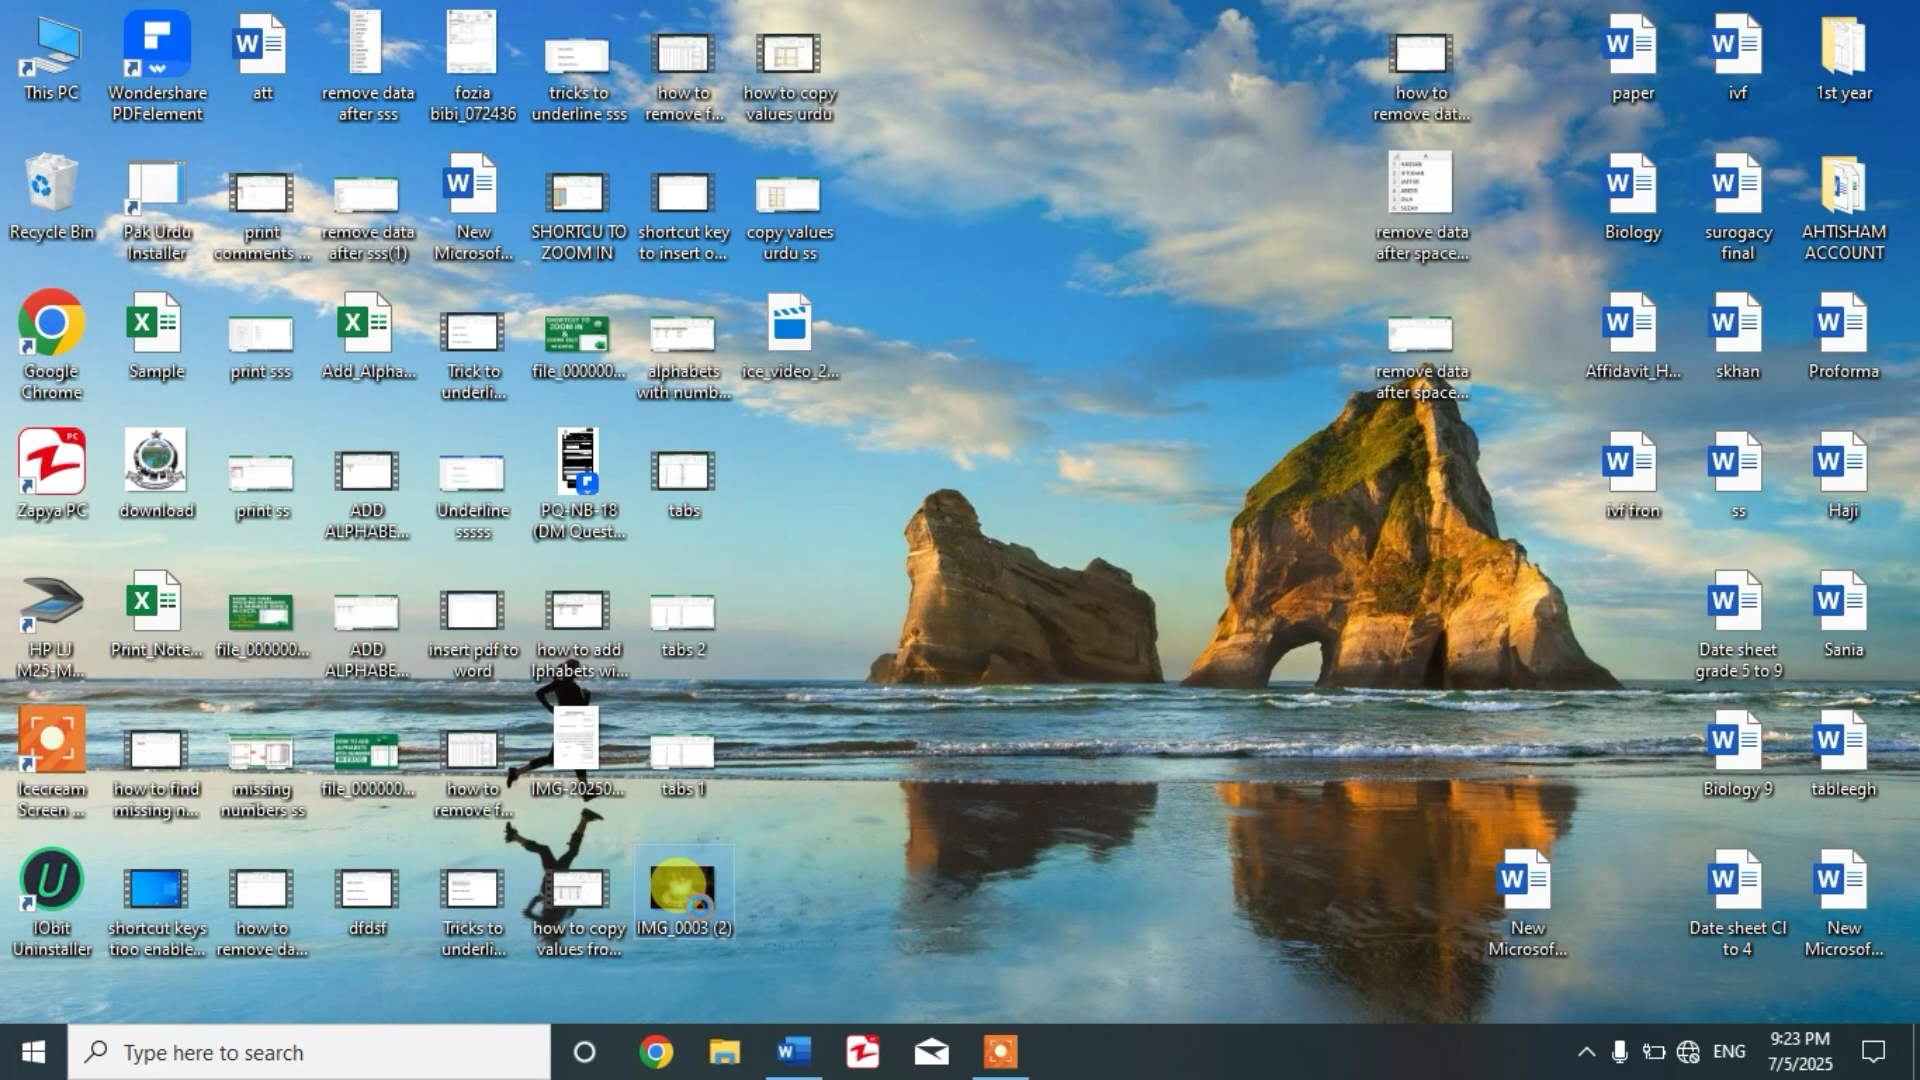 This PC
Wondershare
PDFelement
att
remove data
after sss
fozia
bibi_072436
tricks to
underline sss
how to
remove f...
how to copy
values urdu
how to
remove dat...
paper
ivf
1st year
Recycle Bin
Pak Urdu
Installer
print
comments ...
remove data
after sss(1)
New
Microsof...
SHORTCU TO
ZOOM IN
shortcut key
to insert o...
copy values
urdu ss
remove data
after space...
Biology
surogacy
final
AHTISHAM
ACCOUNT
Google
Chrome
Sample
print sss
Add_Alpha...
Trick to
underli...
SHORTCUT TO
ZOOM IN
&
file_000000...
alphabets
with numb...
ice_video_2...
remove data
after space...
Affidavit_H...
skhan
Proforma
PC
Zapya PC
download
print ss
ADD
ALPHABE...
Underline
sssss
PQ-NB-18
(DM Quest...
tabs
ivf fron
ss
Haji
HP LJ
M25-M...
Print_Note...
file_000000...
ADD
ALPHABE...
insert pdf to
word
how to add
lphabets wi...
tabs 2
Date sheet
grade 5 to 9
Sania
Icecream
Screen ...
how to find
missing n...
missing
numbers ss
file_000000...
how to
remove f...
IMG-20250...
tabs 1
Biology 9
tableegh
IObit
Uninstaller
shortcut keys
tioo enable...
how to
remove da...
dfdsf
Tricks to
underli...
how to copy
values fro...
IMG_0003 (2)
New
Microsof...
Date sheet CI
to 4
New
Microsof...
Type here to search
ENG
9:23 PM
7/5/2025